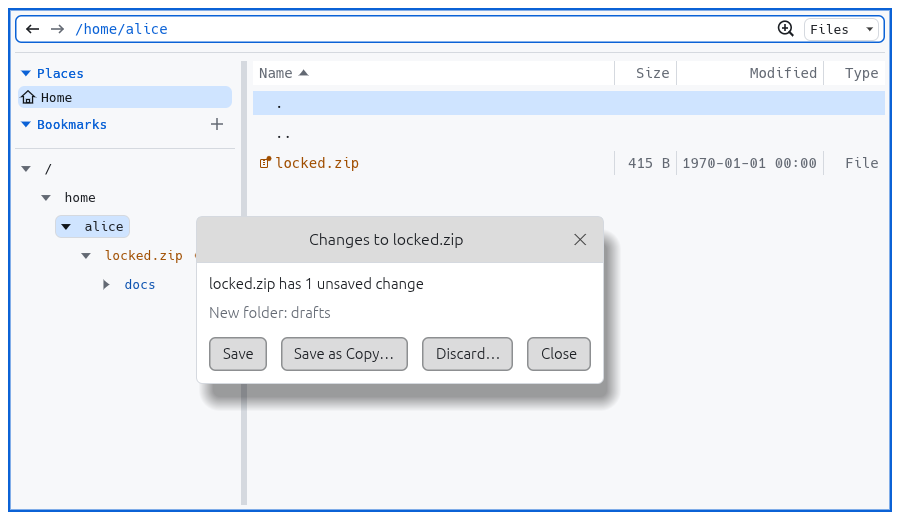 /home/alice
Files
Places
Home
Bookmarks
/
home
alice
locked.zip
docs
Name Size Modified Type
.
..
locked.zip 415 B 1970-01-01 00:00 File
Changes to locked.zip
locked.zip has 1 unsaved change
New folder: drafts
Save Save as Copy… Discard… Close